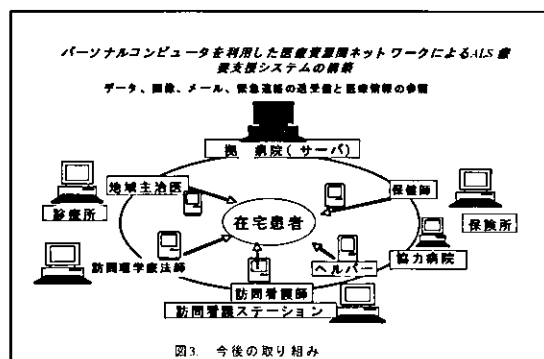 パーソナルコンピュータを利用した医療資源間ネットワークによるALS療
養支援システムの構築
データ、画像、メール、緊急連絡の送受信と医療情報の参照
拠 病院(サーバ)
地域主治医
保健師
診療所
保険所
在宅患者
協力病院
訪問理学療法師
ヘルパー
訪問看護師
訪問看護ステーション
図3. 今後の取り組み